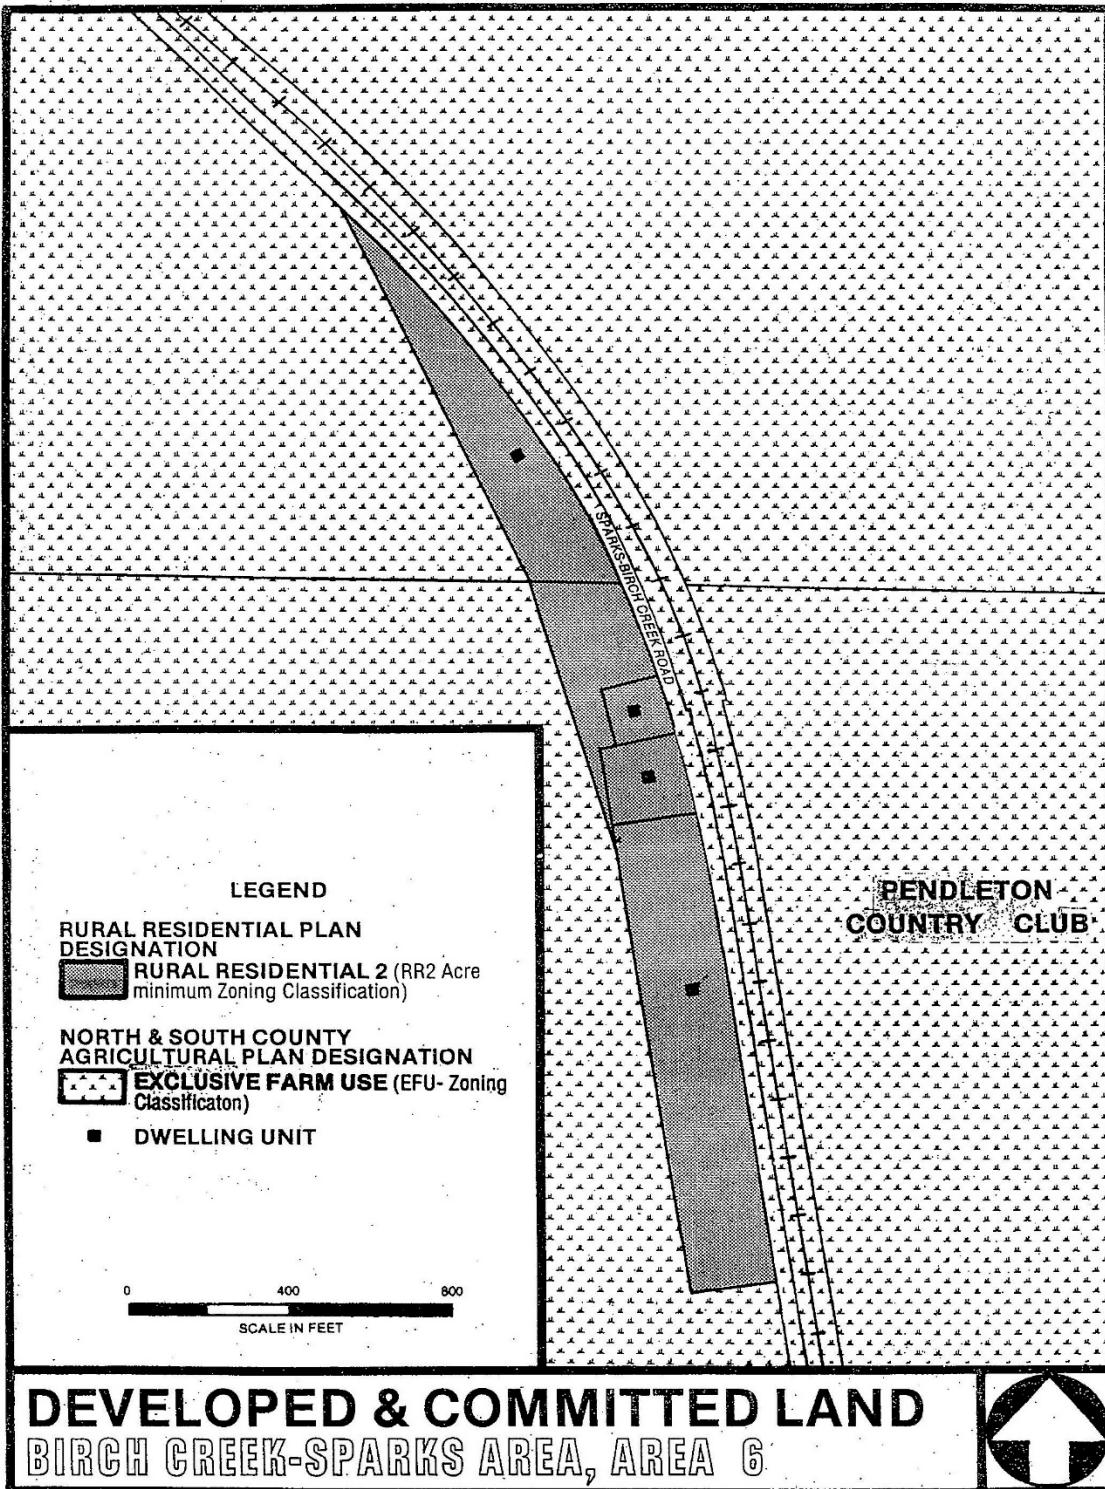 SPARKS-BIRCH CREEK ROAD
PENDLETON
COUNTRY CLUB
LEGEND
RURAL RESIDENTIAL PLAN
DESIGNATION
RURAL RESIDENTIAL 2 (RR2 Acre
minimum Zoning Classification)
NORTH & SOUTH COUNTY
AGRICULTURAL PLAN DESIGNATION
EXCLUSIVE FARM USE (EFU- Zoning
Classificaton)
DWELLING UNIT
0 400 800
SCALE IN FEET
DEVELOPED & COMMITTED LAND
BIRCH CREEK-SPARKS AREA, AREA 6